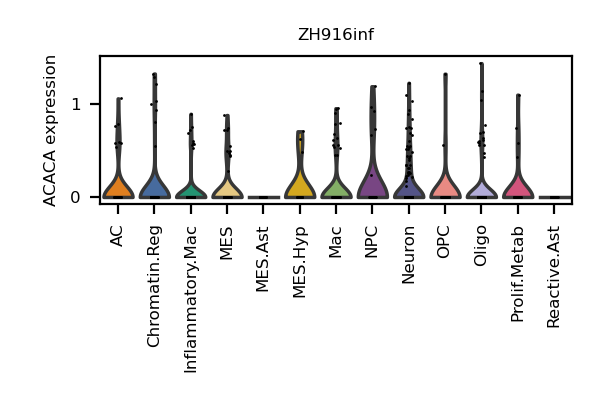 ZH916inf
ACACA expression
1
0
AC
Chromatin.Reg
Inflammatory.Mac
MES
MES.Ast
MES.Hyp
Mac
NPC
Neuron
OPC
Oligo
Prolif.Metab
Reactive.Ast